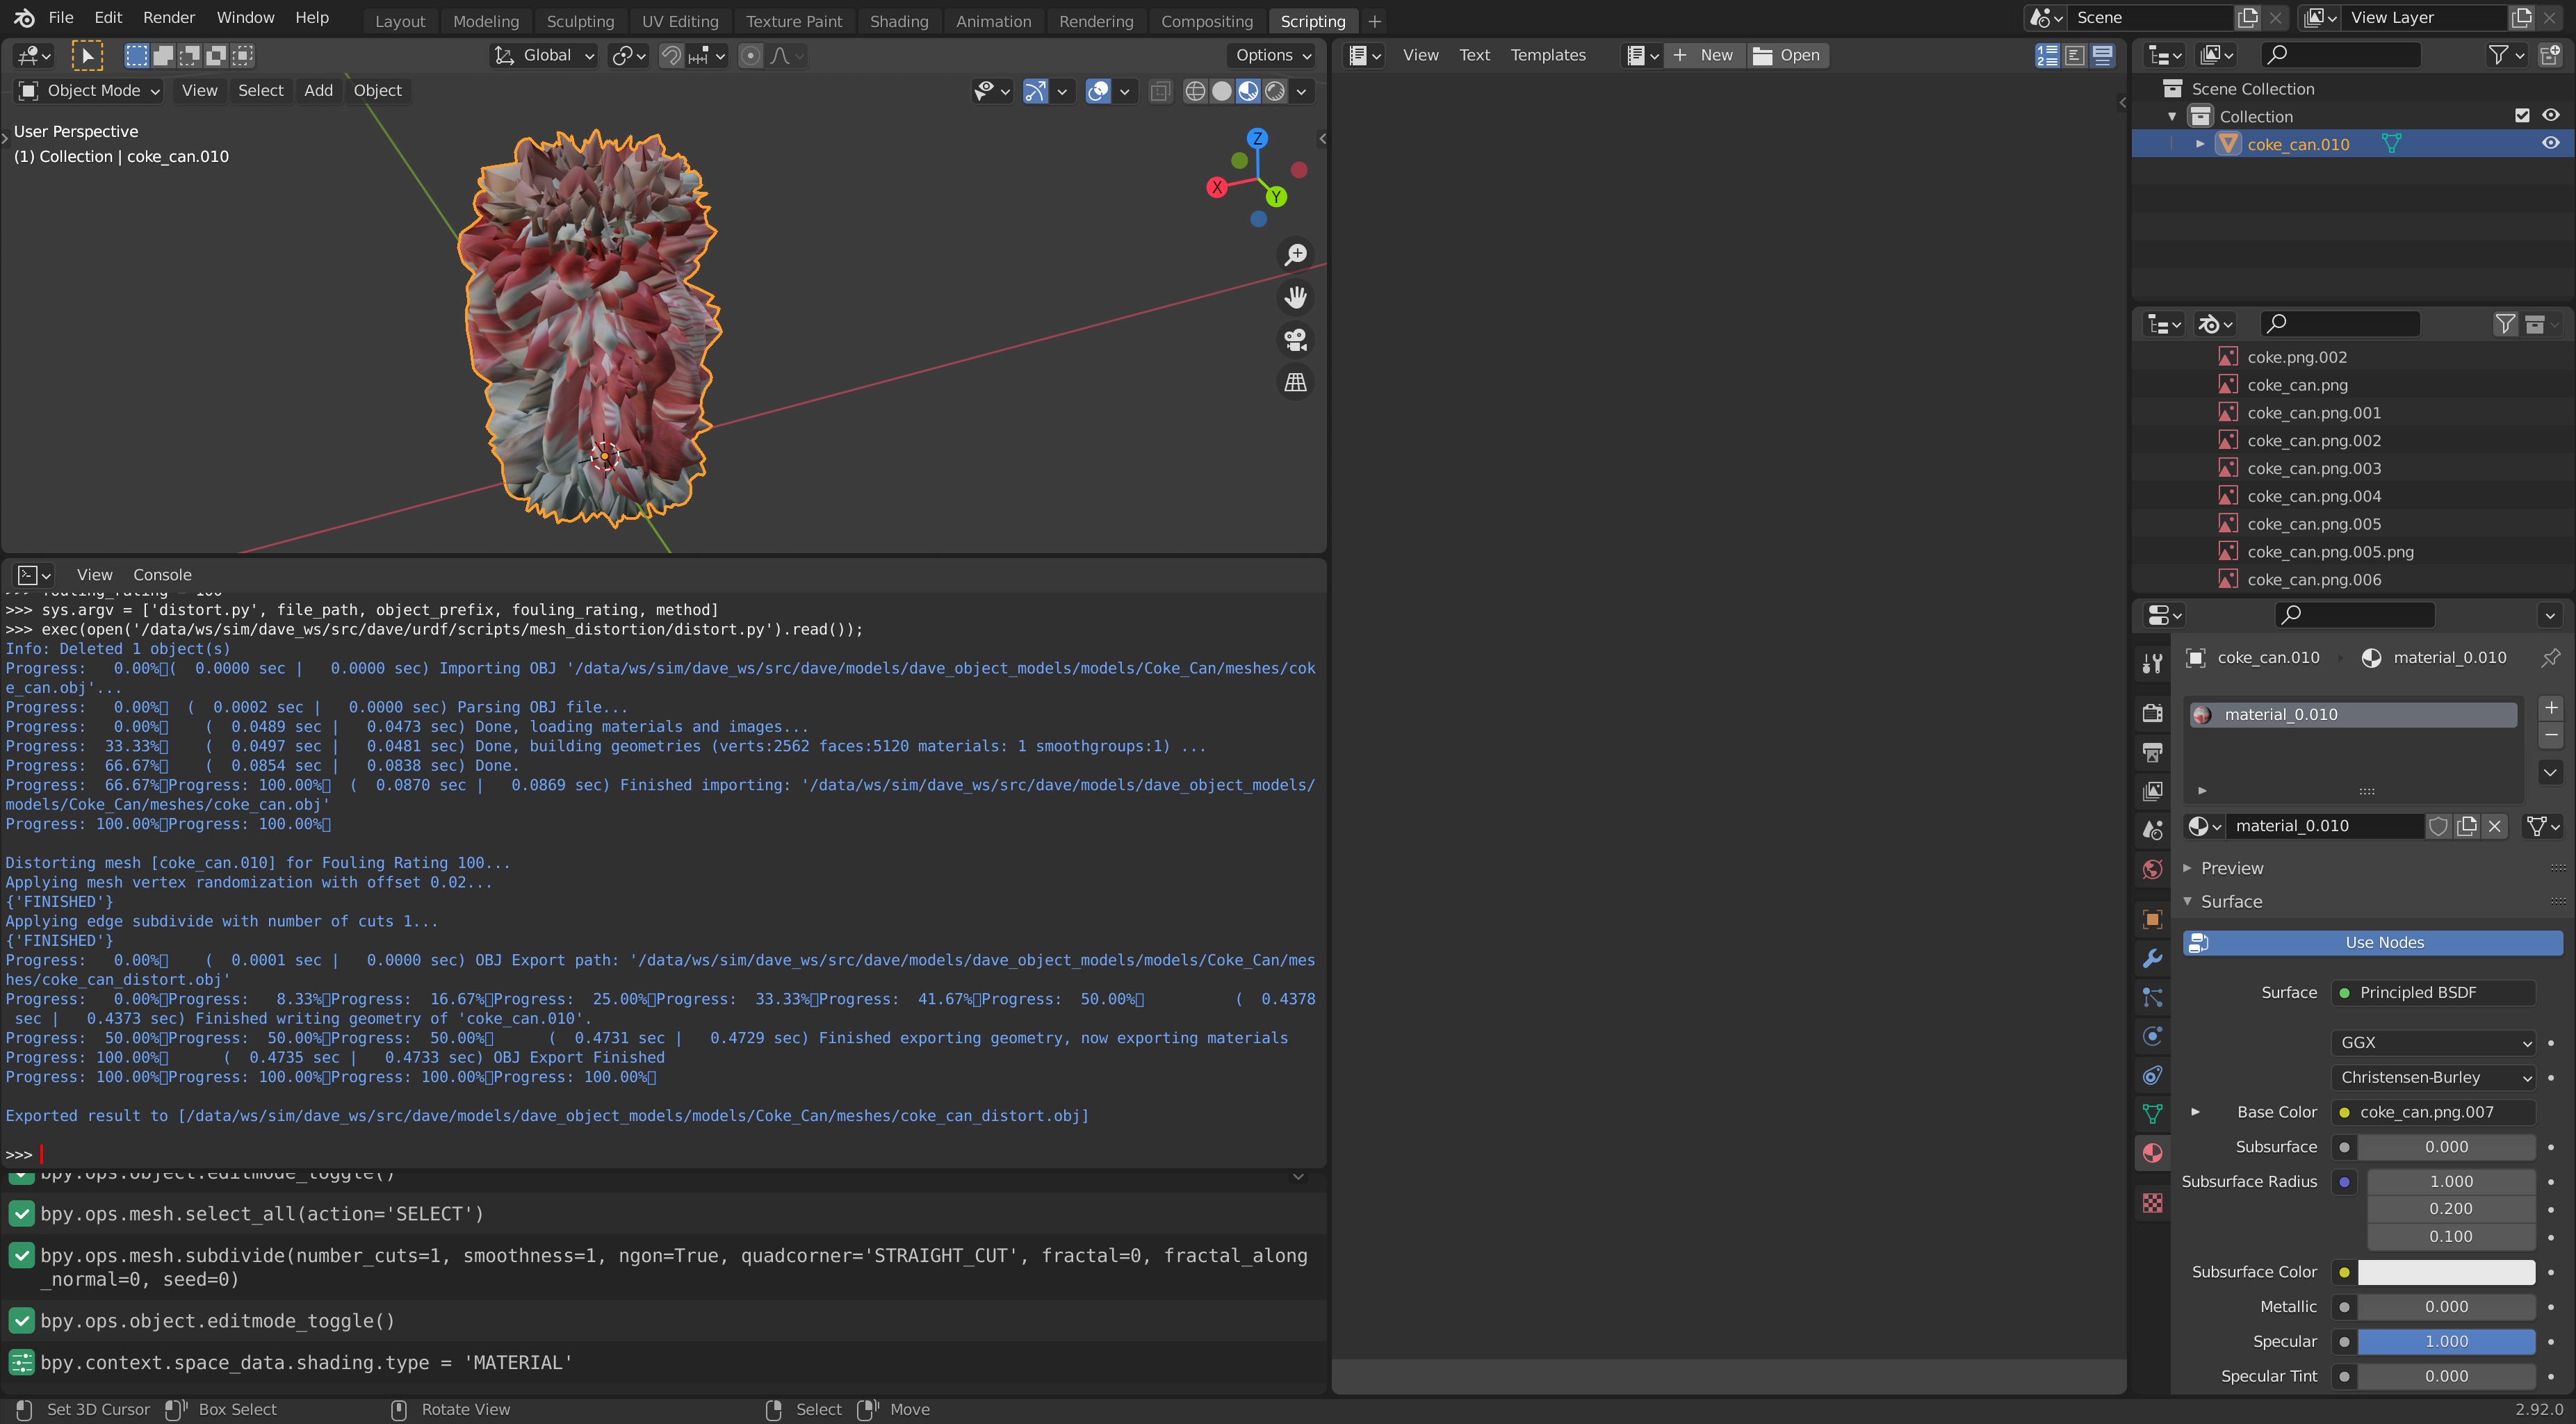 File Edit Render Window Help Layout Modeling Sculpting UV Editing Texture Paint Shading Animation Rendering Compositing Scripting + Scene View Layer
Global Options
Object Mode View Select Add Object
User Perspective
(1) Collection | coke_can.010
Z
X
Y
View Console
>>> fouling_rating = 100
>>> sys.argv = ['distort.py', file_path, object_prefix, fouling_rating, method]
>>> exec(open('/data/ws/sim/dave_ws/src/dave/urdf/scripts/mesh_distortion/distort.py').read());
Info: Deleted 1 object(s)
Progress:   0.00% (  0.0000 sec |   0.0000 sec) Importing OBJ '/data/ws/sim/dave_ws/src/dave/models/dave_object_models/models/Coke_Can/meshes/cok
e_can.obj'...
Progress:   0.00%   (  0.0002 sec |   0.0000 sec) Parsing OBJ file...
Progress:   0.00%     (  0.0489 sec |   0.0473 sec) Done, loading materials and images...
Progress:  33.33%     (  0.0497 sec |   0.0481 sec) Done, building geometries (verts:2562 faces:5120 materials: 1 smoothgroups:1) ...
Progress:  66.67%     (  0.0854 sec |   0.0838 sec) Done.
Progress:  66.67% Progress: 100.00%   (  0.0870 sec |   0.0869 sec) Finished importing: '/data/ws/sim/dave_ws/src/dave/models/dave_object_models/
models/Coke_Can/meshes/coke_can.obj'
Progress: 100.00% Progress: 100.00%
Distorting mesh [coke_can.010] for Fouling Rating 100...
Applying mesh vertex randomization with offset 0.02...
{'FINISHED'}
Applying edge subdivide with number of cuts 1...
{'FINISHED'}
Progress:   0.00%     (  0.0001 sec |   0.0000 sec) OBJ Export path: '/data/ws/sim/dave_ws/src/dave/models/dave_object_models/models/Coke_Can/mes
hes/coke_can_distort.obj'
Progress:   0.00% Progress:   8.33% Progress:  16.67% Progress:  25.00% Progress:  33.33% Progress:  41.67% Progress:  50.00%           (  0.4378
 sec |   0.4373 sec) Finished writing geometry of 'coke_can.010'.
Progress:  50.00% Progress:  50.00% Progress:  50.00%       (  0.4731 sec |   0.4729 sec) Finished exporting geometry, now exporting materials
Progress: 100.00%       (  0.4735 sec |   0.4733 sec) OBJ Export Finished
Progress: 100.00% Progress: 100.00% Progress: 100.00% Progress: 100.00%
Exported result to [/data/ws/sim/dave_ws/src/dave/models/dave_object_models/models/Coke_Can/meshes/coke_can_distort.obj]
>>>
bpy.ops.object.editmode_toggle()
bpy.ops.mesh.select_all(action='SELECT')
bpy.ops.mesh.subdivide(number_cuts=1, smoothness=1, ngon=True, quadcorner='STRAIGHT_CUT', fractal=0, fractal_along
_normal=0, seed=0)
bpy.ops.object.editmode_toggle()
bpy.context.space_data.shading.type = 'MATERIAL'
View Text Templates + New Open
Scene Collection
Collection
coke_can.010
coke.png.002
coke_can.png
coke_can.png.001
coke_can.png.002
coke_can.png.003
coke_can.png.004
coke_can.png.005
coke_can.png.005.png
coke_can.png.006
coke_can.010 material_0.010
material_0.010
material_0.010
Preview
Surface
Use Nodes
Surface Principled BSDF
GGX
Christensen-Burley
Base Color coke_can.png.007
Subsurface 0.000
Subsurface Radius 1.000
0.200
0.100
Subsurface Color
Metallic 0.000
Specular 1.000
Specular Tint 0.000
Set 3D Cursor Box Select Rotate View Select Move 2.92.0